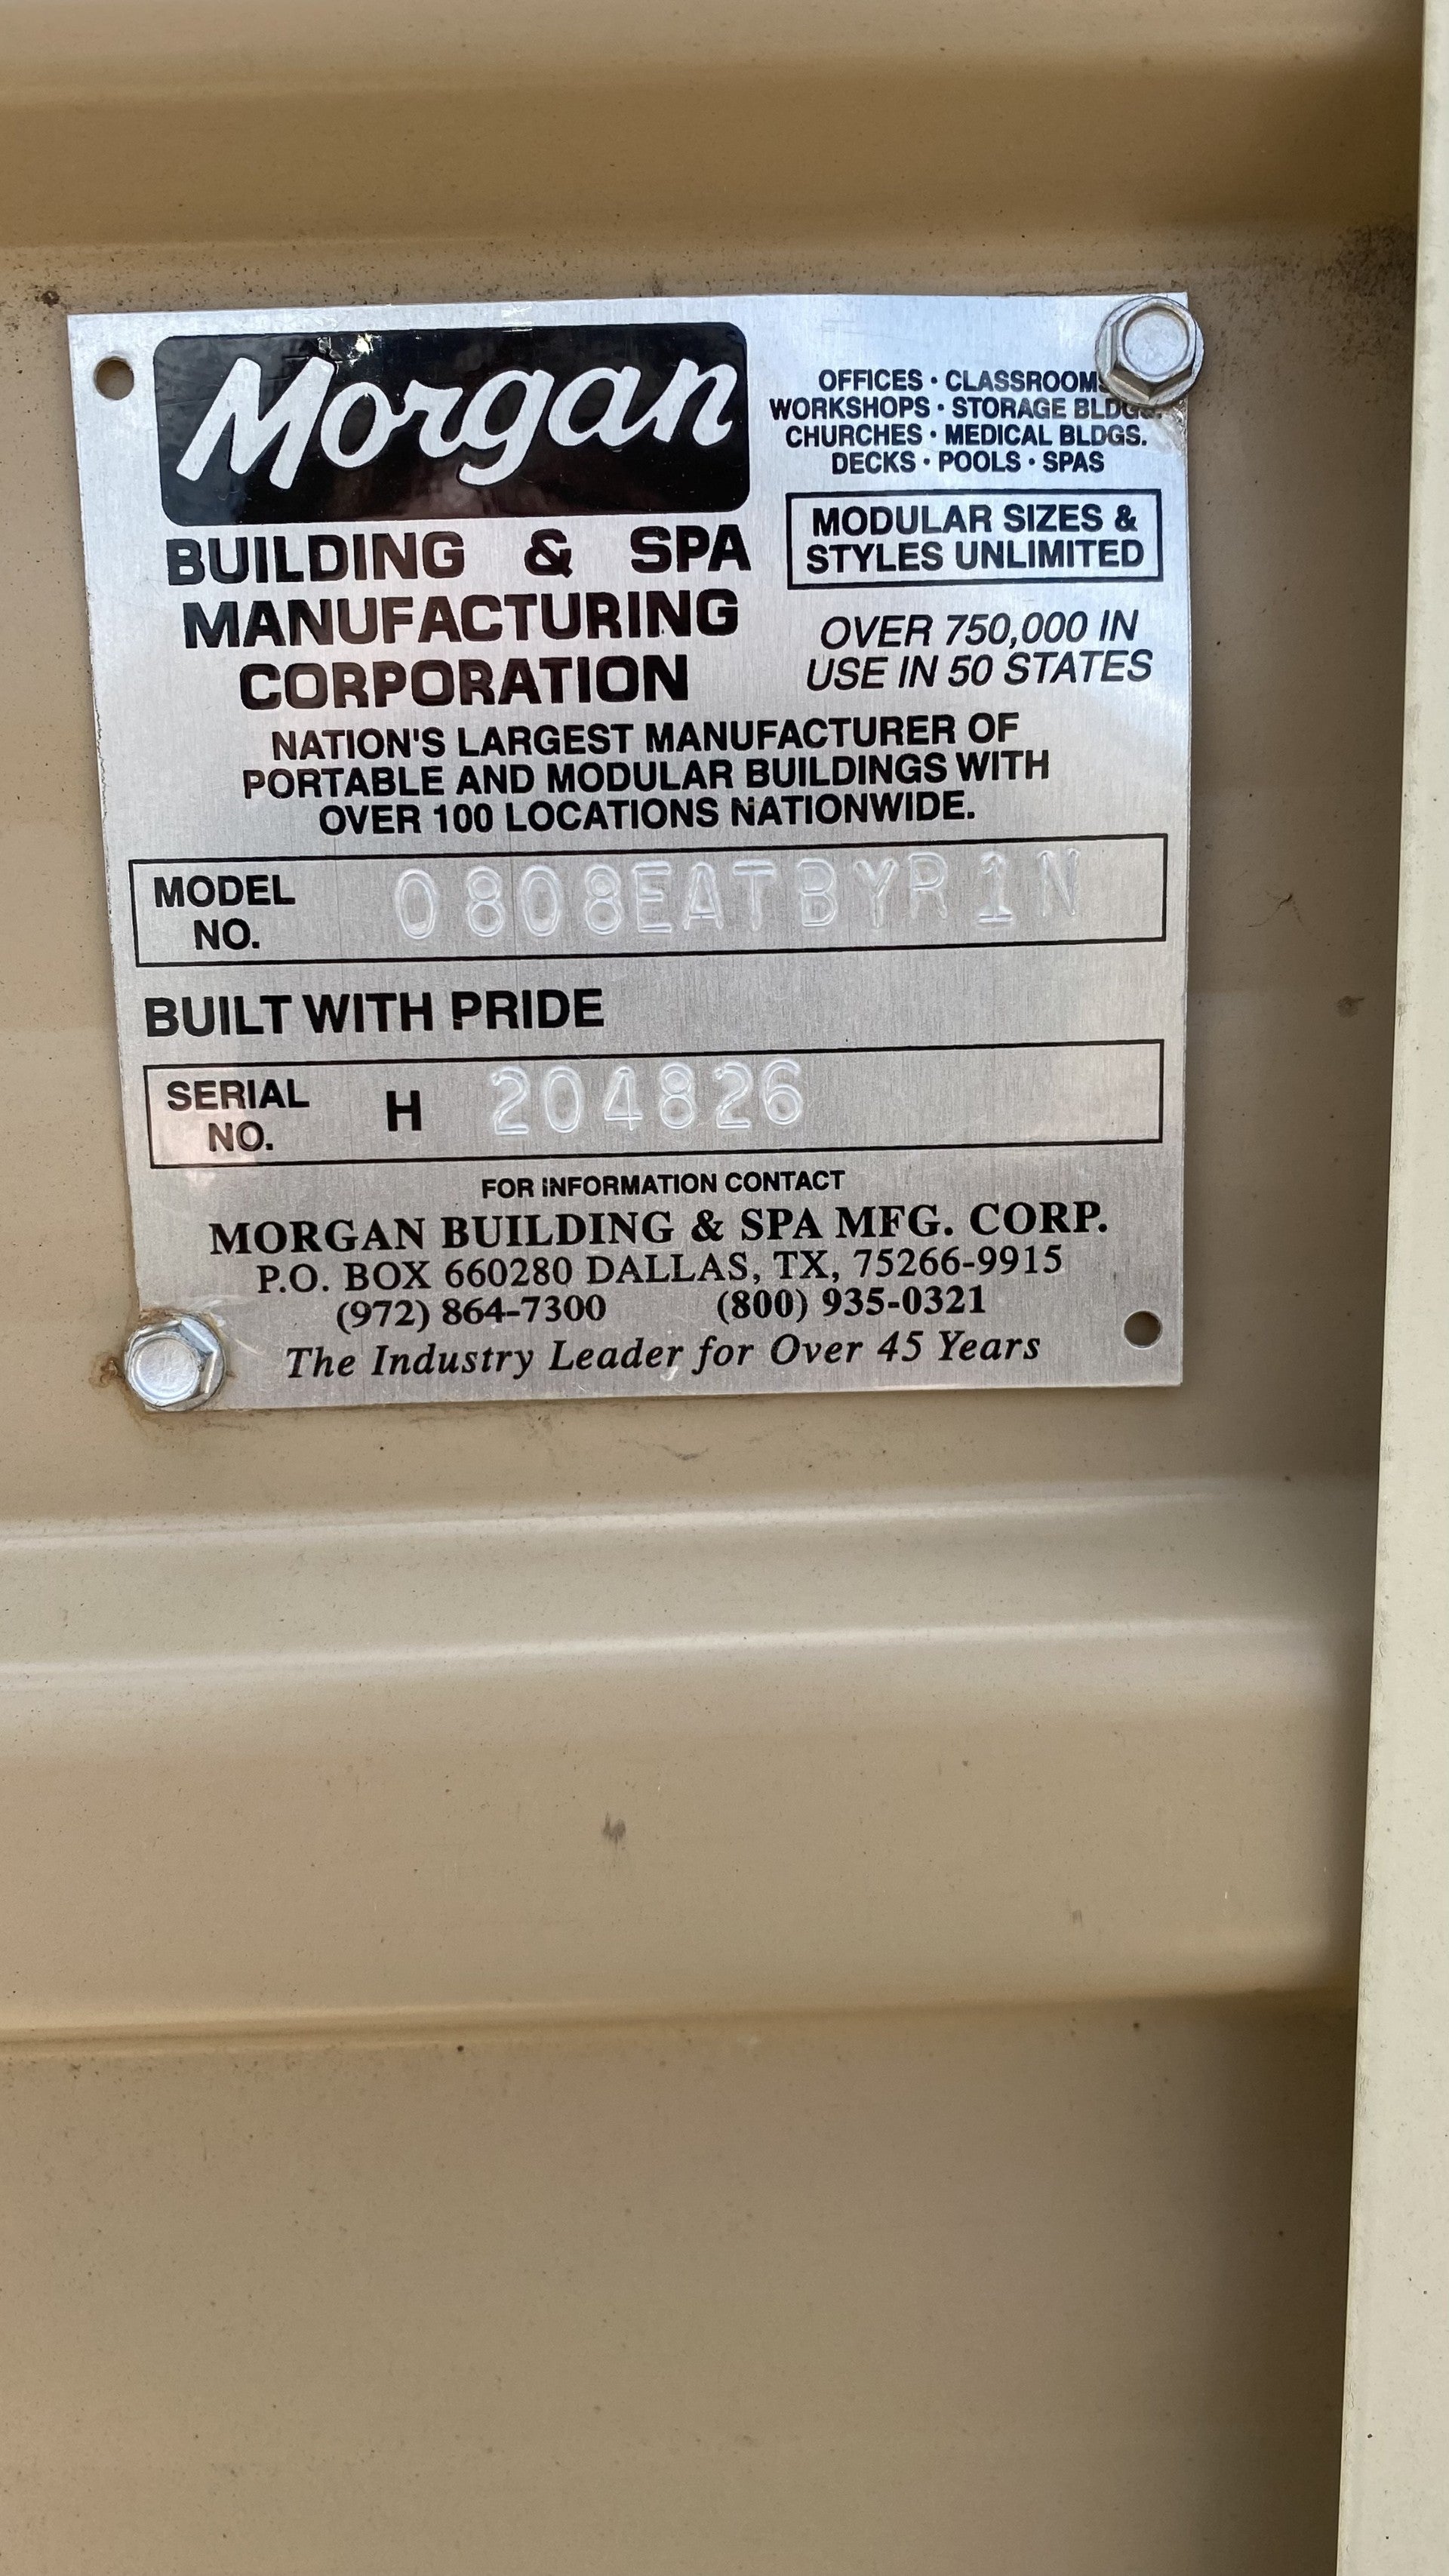 Morgan
BUILDING & SPA
MANUFACTURING
CORPORATION
OFFICES · CLASSROOMS
WORKSHOPS · STORAGE BLDGS.
CHURCHES · MEDICAL BLDGS.
DECKS · POOLS · SPAS
MODULAR SIZES &
STYLES UNLIMITED
OVER 750,000 IN
USE IN 50 STATES
NATION'S LARGEST MANUFACTURER OF
PORTABLE AND MODULAR BUILDINGS WITH
OVER 100 LOCATIONS NATIONWIDE.
MODEL
NO.
0808EATBYR1N
BUILT WITH PRIDE
SERIAL
NO.
H 204826
FOR INFORMATION CONTACT
MORGAN BUILDING & SPA MFG. CORP.
P.O. BOX 660280 DALLAS, TX, 75266-9915
(972) 864-7300 (800) 935-0321
The Industry Leader for Over 45 Years